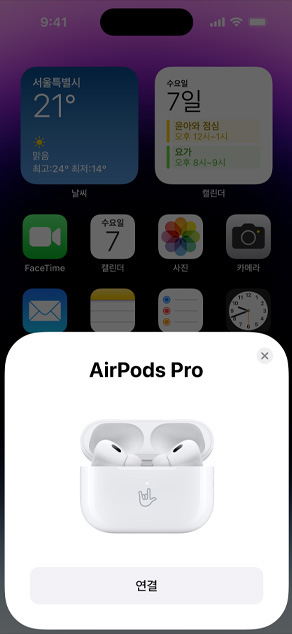 9:41
서울특별시
21°
맑음
최고:24° 최저:14°
날씨
수요일
7일
윤아와 점심
오후 12시~1시
요가
오후 8시~9시
캘린더
FaceTime
수요일
7
캘린더
사진
카메라
AirPods Pro
연결